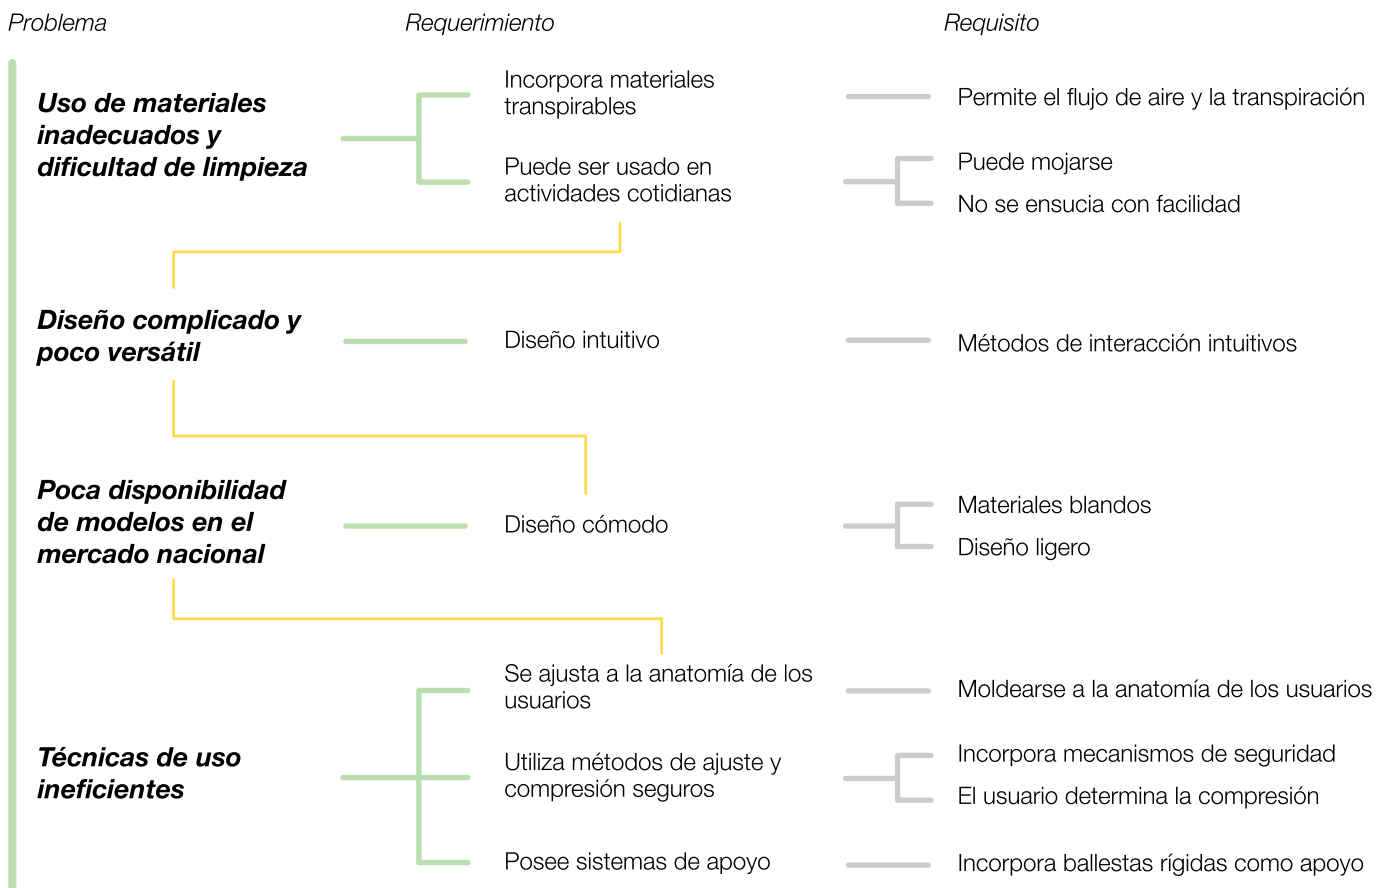 Problema
Requerimiento
Requisito
Uso de materiales
inadecuados y
dificultad de limpieza
Incorpora materiales
transpirables
Permite el flujo de aire y la transpiración
Puede ser usado en
actividades cotidianas
Puede mojarse
No se ensucia con facilidad
Diseño complicado y
poco versátil
Diseño intuitivo
Métodos de interacción intuitivos
Poca disponibilidad
de modelos en el
mercado nacional
Diseño cómodo
Materiales blandos
Diseño ligero
Técnicas de uso
ineficientes
Se ajusta a la anatomía de los
usuarios
Moldearse a la anatomía de los usuarios
Utiliza métodos de ajuste y
compresión seguros
Incorpora mecanismos de seguridad
El usuario determina la compresión
Posee sistemas de apoyo
Incorpora ballestas rígidas como apoyo